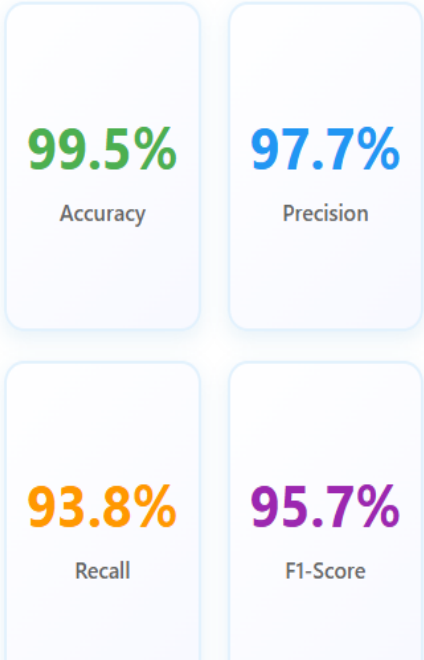 99.5%
Accuracy
97.7%
Precision
93.8%
Recall
95.7%
F1-Score